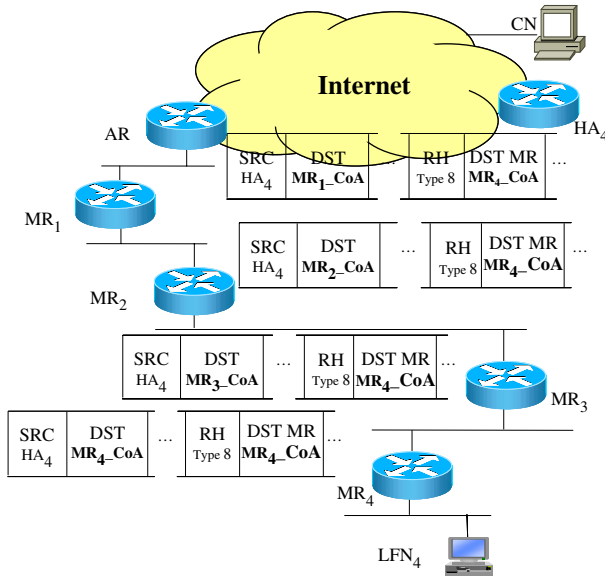 CN
Internet
AR
HA4
SRC DST ... RH DST MR ...
HA4 MR1_CoA Type 8 MR4_CoA
MR1
SRC DST ... RH DST MR ...
HA4 MR2_CoA Type 8 MR4_CoA
MR2
SRC DST ... RH DST MR ...
HA4 MR3_CoA Type 8 MR4_CoA
MR3
SRC DST ... RH DST MR ...
HA4 MR4_CoA Type 8 MR4_CoA
MR4
LFN4